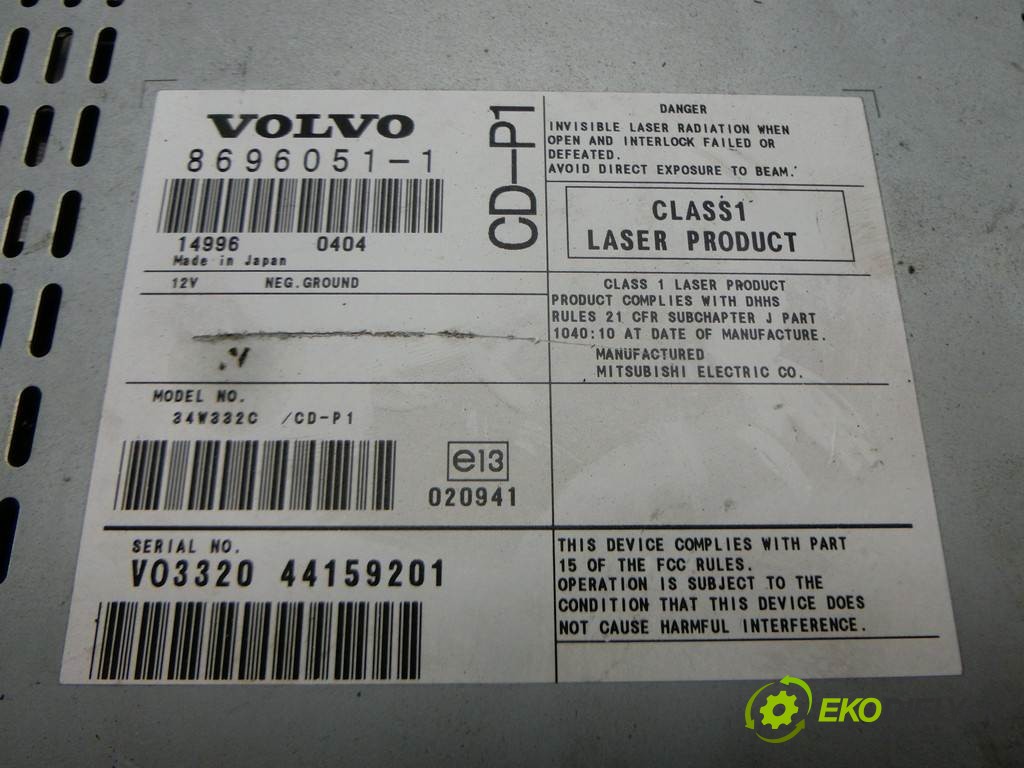 VOLVO
8696051-1
14996 0404
Made in Japan
CD-P1
DANGER
INVISIBLE LASER RADIATION WHEN
OPEN AND INTERLOCK FAILED OR
DEFEATED.
AVOID DIRECT EXPOSURE TO BEAM.
CLASS1
LASER PRODUCT
12V NEG.GROUND
CLASS 1 LASER PRODUCT
PRODUCT COMPLIES WITH DHHS
RULES 21 CFR SUBCHAPTER J PART
1040:10 AT DATE OF MANUFACTURE.
MANUFACTURED
MITSUBISHI ELECTRIC CO.
MODEL NO.
34W332C /CD-P1
e13
020941
SERIAL NO.
VO3320 44159201
THIS DEVICE COMPLIES WITH PART
15 OF THE FCC RULES.
OPERATION IS SUBJECT TO THE
CONDITION THAT THIS DEVICE DOES
NOT CAUSE HARMFUL INTERFERENCE.
EKO DIELY